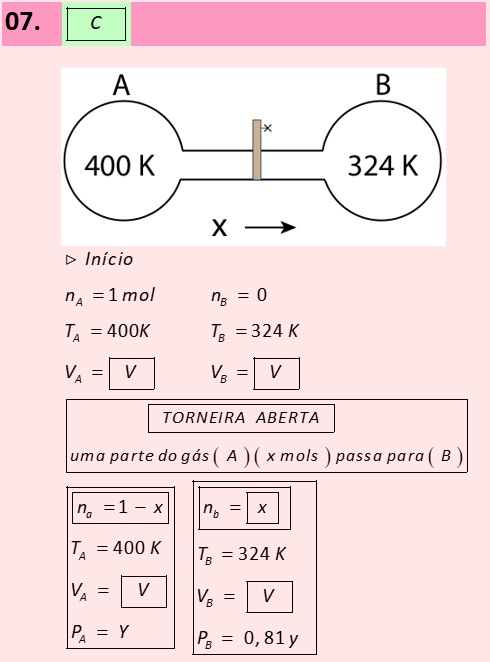 07. C
A B
400 K 324 K
x
x →
▷ Início
n_A = 1 mol n_B = 0
T_A = 400K T_B = 324 K
V_A = V V_B = V
TORNEIRA ABERTA
uma parte do gás ( A ) ( x mols ) passa para ( B )
n_a = 1 − x n_b = x
T_A = 400 K T_B = 324 K
V_A = V V_B = V
P_A = Y P_B = 0, 81 y